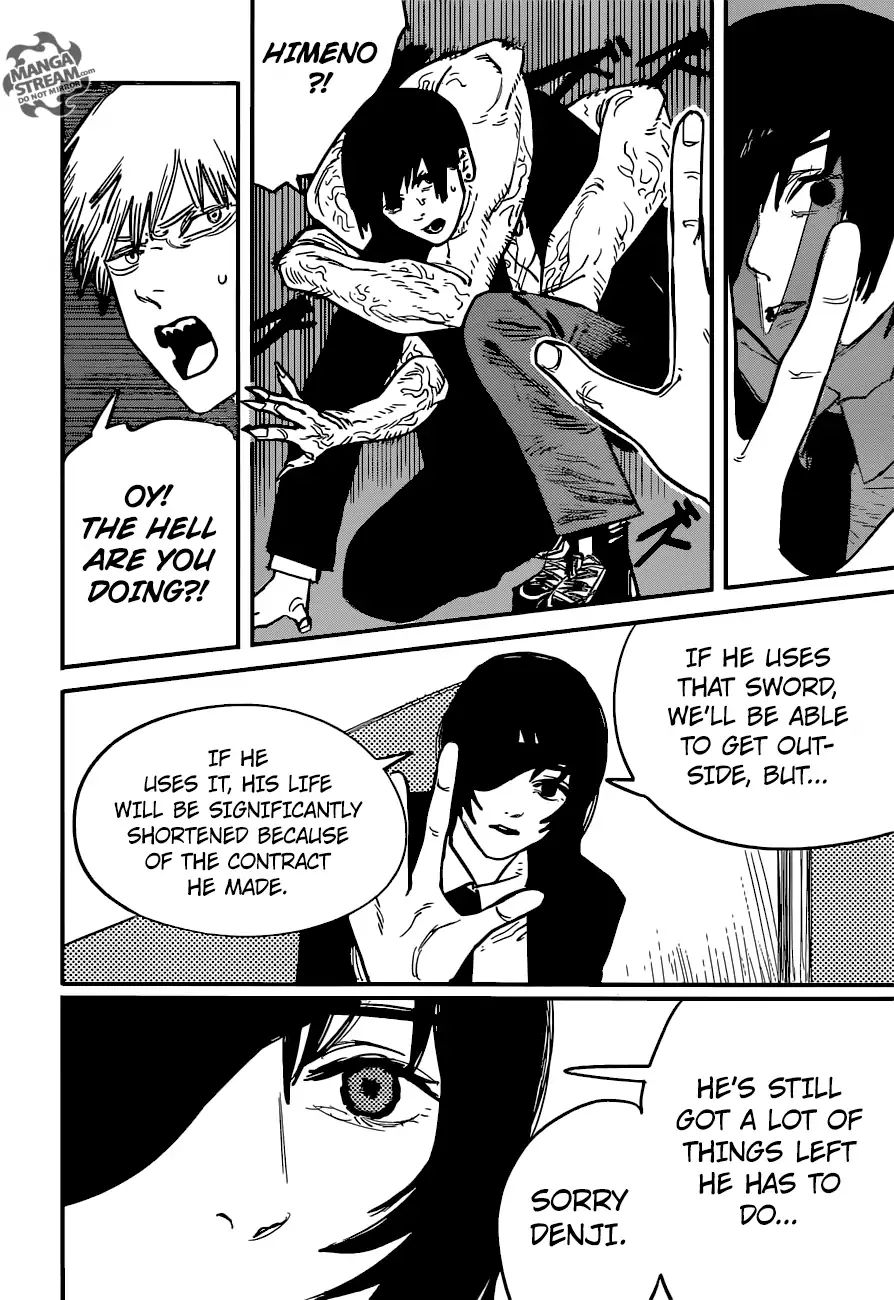 MANGA
STREAM.com
DO NOT MIRROR
HIMENO
?!
OY!
THE HELL
ARE YOU
DOING?!
IF HE USES
THAT SWORD,
WE'LL BE ABLE
TO GET OUT-
SIDE, BUT...
IF HE
USES IT, HIS LIFE
WILL BE SIGNIFICANTLY
SHORTENED BECAUSE
OF THE CONTRACT
HE MADE.
HE'S STILL
GOT A LOT OF
THINGS LEFT
HE HAS TO
DO...
SORRY
DENJI.